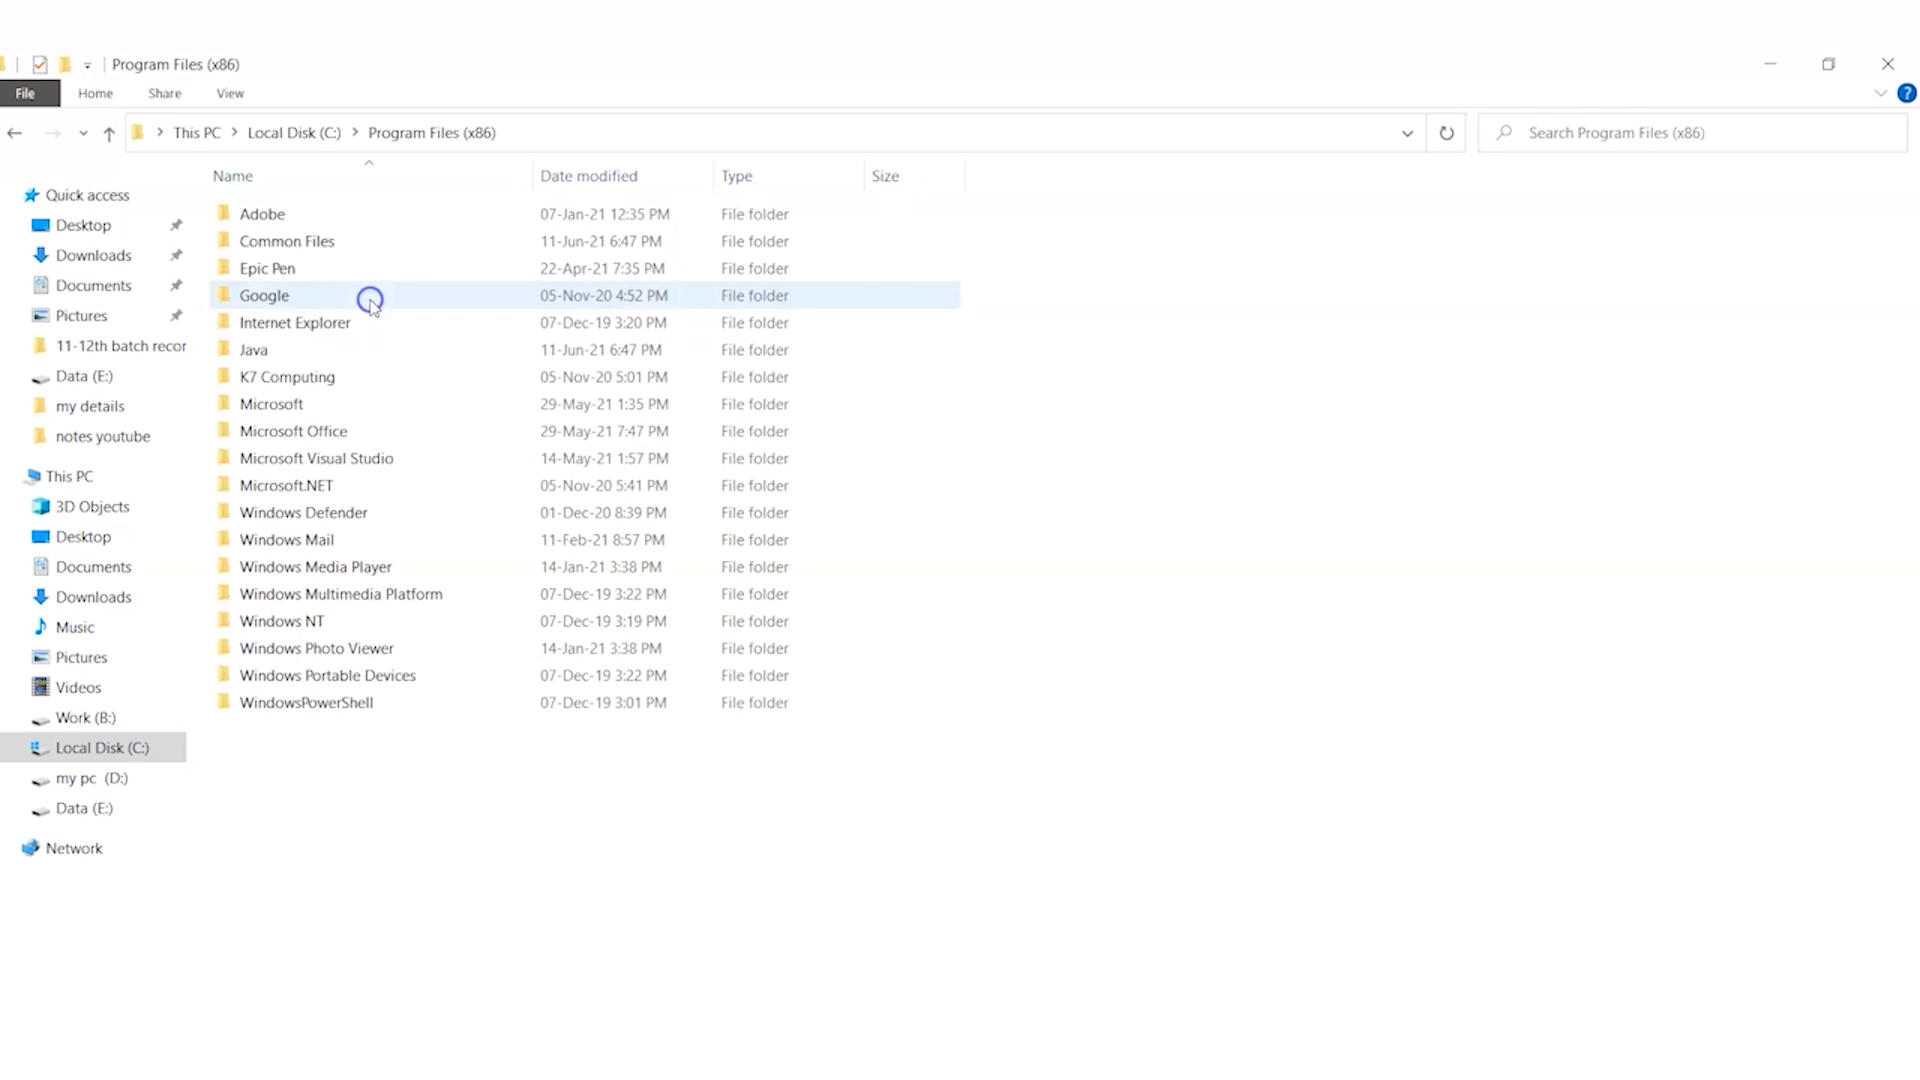 Program Files (x86)
File Home Share View
This PC Local Disk (C:) Program Files (x86) Search Program Files (x86)
Name Date modified Type Size
Quick access
Desktop
Downloads
Documents
Pictures
11-12th batch recor
Data (E:)
my details
notes youtube
This PC
3D Objects
Desktop
Documents
Downloads
Music
Pictures
Videos
Work (B:)
Local Disk (C:)
my pc (D:)
Data (E:)
Network
Adobe 07-Jan-21 12:35 PM File folder
Common Files 11-Jun-21 6:47 PM File folder
Epic Pen 22-Apr-21 7:35 PM File folder
Google 05-Nov-20 4:52 PM File folder
Internet Explorer 07-Dec-19 3:20 PM File folder
Java 11-Jun-21 6:47 PM File folder
K7 Computing 05-Nov-20 5:01 PM File folder
Microsoft 29-May-21 1:35 PM File folder
Microsoft Office 29-May-21 7:47 PM File folder
Microsoft Visual Studio 14-May-21 1:57 PM File folder
Microsoft.NET 05-Nov-20 5:41 PM File folder
Windows Defender 01-Dec-20 8:39 PM File folder
Windows Mail 11-Feb-21 8:57 PM File folder
Windows Media Player 14-Jan-21 3:38 PM File folder
Windows Multimedia Platform 07-Dec-19 3:22 PM File folder
Windows NT 07-Dec-19 3:19 PM File folder
Windows Photo Viewer 14-Jan-21 3:38 PM File folder
Windows Portable Devices 07-Dec-19 3:22 PM File folder
WindowsPowerShell 07-Dec-19 3:01 PM File folder